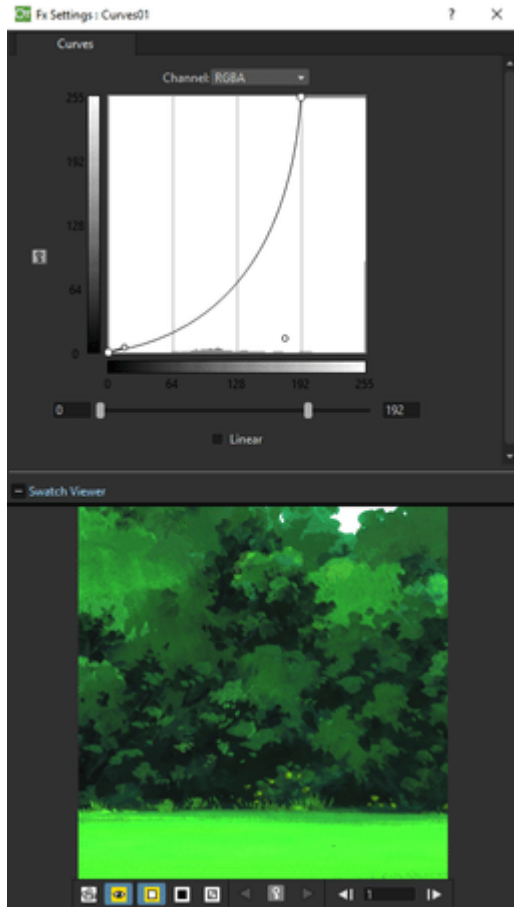 OT Fx Settings : Curves01 ? ×
Curves
Channel: RGBA
255
192
128
64
0
0 64 128 192 255
0 192
Linear
Swatch Viewer
1